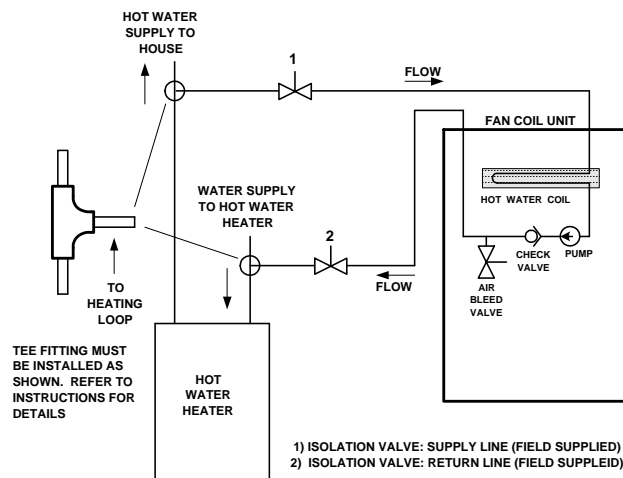 HOT WATER
SUPPLY TO
HOUSE
1
FLOW
FAN COIL UNIT
HOT WATER COIL
WATER SUPPLY
TO HOT WATER
HEATER
2
FLOW
CHECK
VALVE
PUMP
AIR
BLEED
VALVE
TO
HEATING
LOOP
TEE FITTING MUST
BE INSTALLED AS
SHOWN. REFER TO
INSTRUCTIONS FOR
DETAILS
HOT
WATER
HEATER
1) ISOLATION VALVE: SUPPLY LINE (FIELD SUPPLIED)
2) ISOLATION VALVE: RETURN LINE (FIELD SUPPLEID)